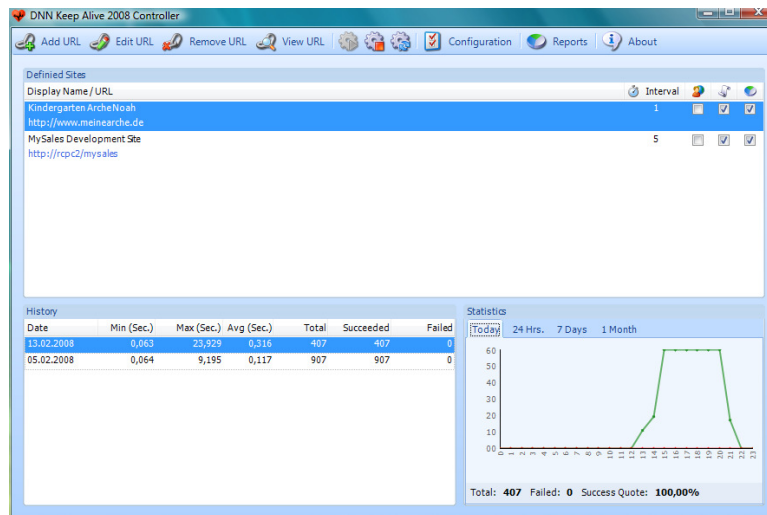 DNN Keep Alive 2008 Controller
Add URL Edit URL Remove URL View URL Configuration Reports About
Definied Sites
Display Name / URL Interval
Kindergarten ArcheNoah 1
http://www.meinearche.de
MySales Development Site 5
http://rcpc2/mysales
History
Date Min (Sec.) Max (Sec.) Avg (Sec.) Total Succeeded Failed
13.02.2008 0,063 23,929 0,316 407 407 0
05.02.2008 0,064 9,195 0,117 907 907 0
Statistics
Today 24 Hrs. 7 Days 1 Month
60
50
40
30
20
10
00
0 1 2 3 4 5 6 7 8 9 10 11 12 13 14 15 16 17 18 19 20 21 22 23
Total: 407 Failed: 0 Success Quote: 100,00%